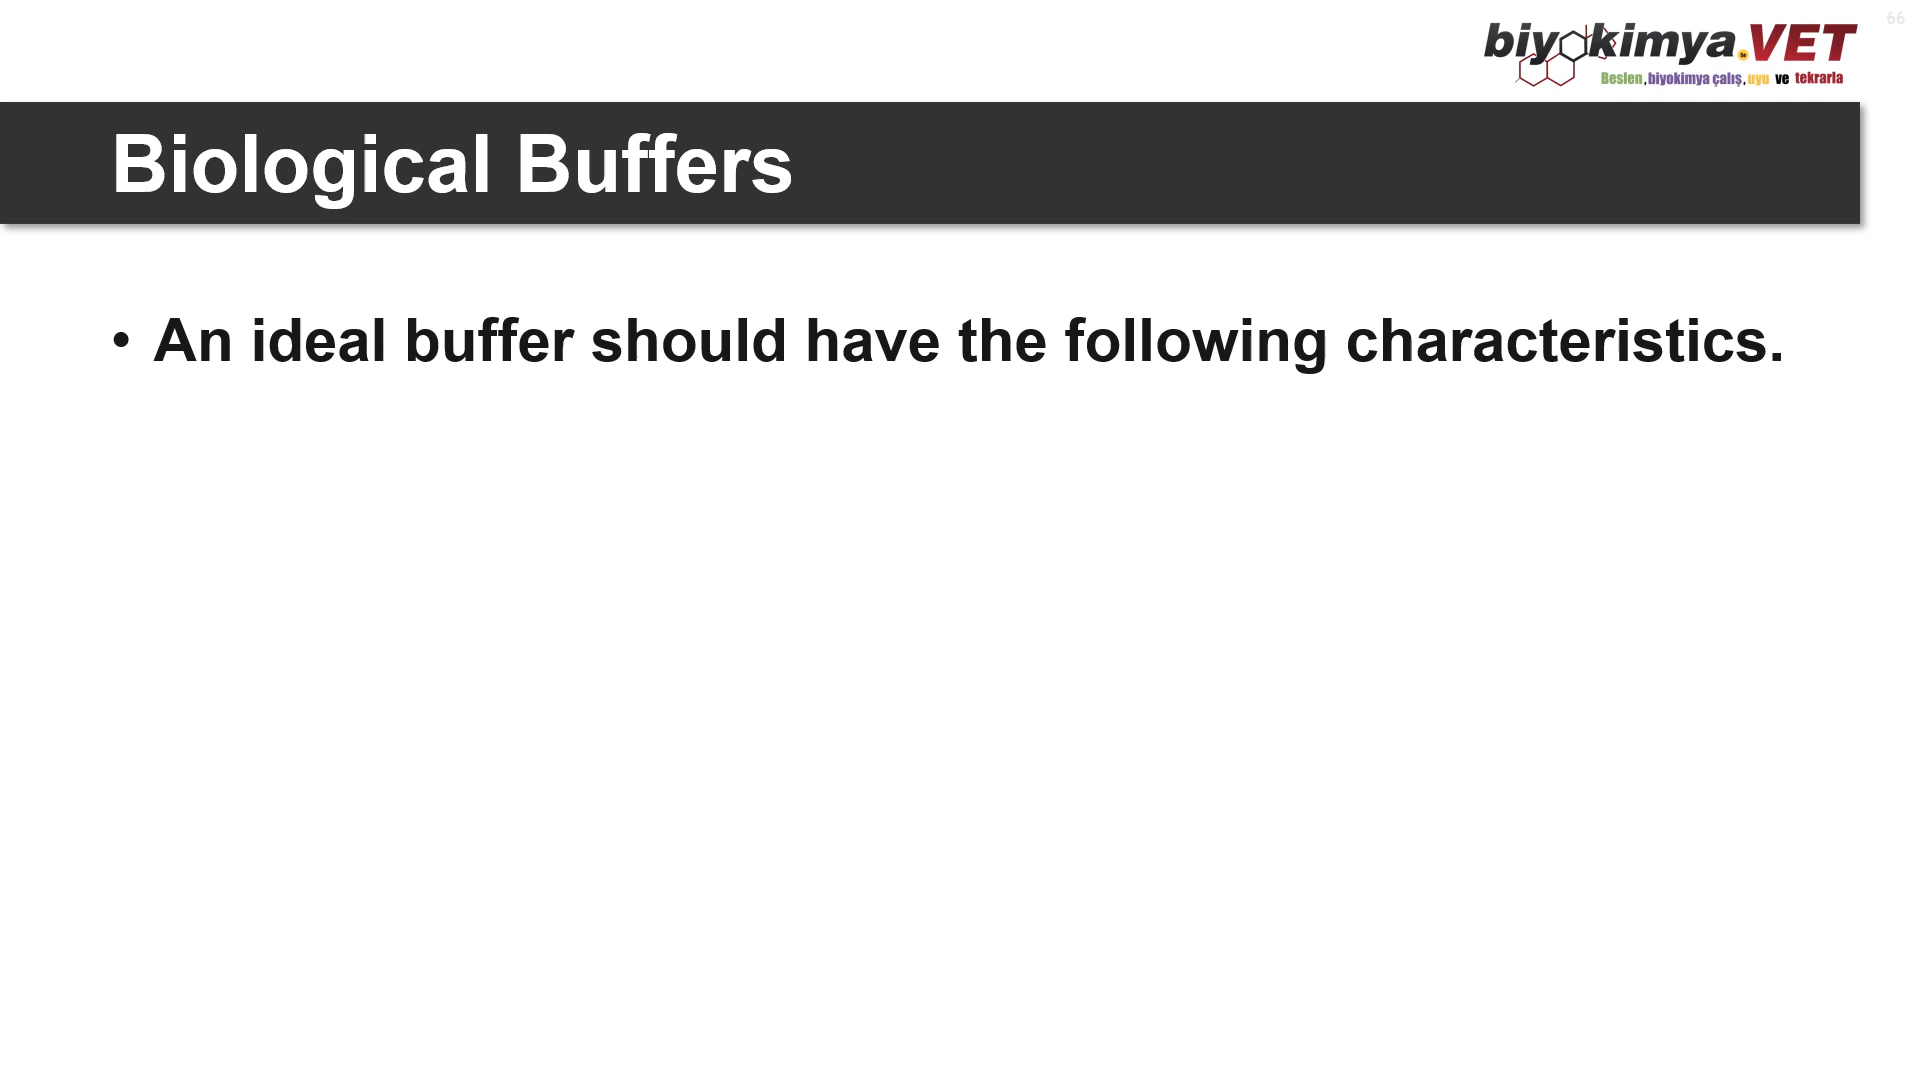 66
biyokimya.VET
Beslen, biyokimya çalış, uyu ve tekrarla
Biological Buffers
• An ideal buffer should have the following characteristics.